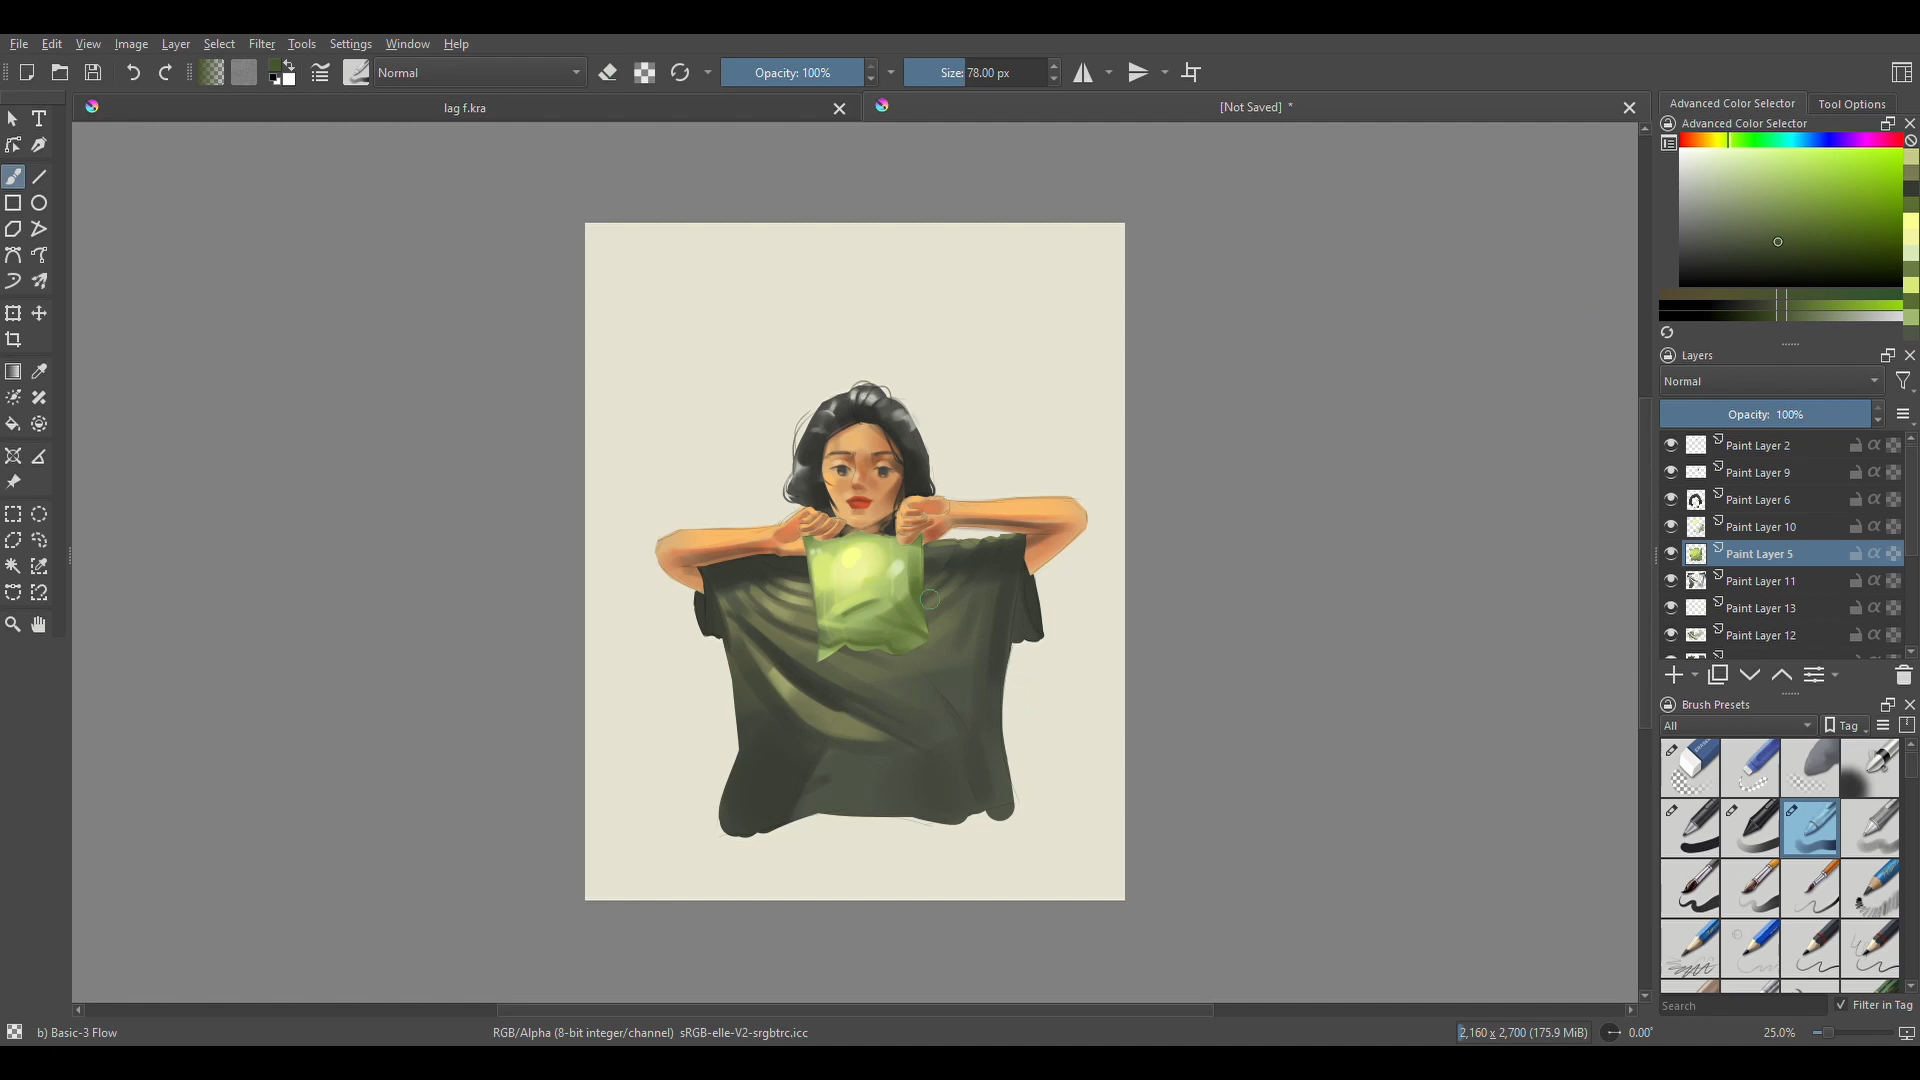 File Edit View Image Layer Select Filter Tools Settings Window Help
Normal Opacity: 100% Size: 78.00 px
lag f.kra
[Not Saved] *
Advanced Color Selector Tool Options
Advanced Color Selector
Layers
Normal
Opacity: 100%
Paint Layer 2
Paint Layer 9
Paint Layer 6
Paint Layer 10
Paint Layer 5
Paint Layer 11
Paint Layer 13
Paint Layer 12
Brush Presets
All Tag
Search Filter in Tag
b) Basic-3 Flow RGB/Alpha (8-bit integer/channel) sRGB-elle-V2-srgbtrc.icc 2,160 x 2,700 (175.9 MiB) 0.00° 25.0%